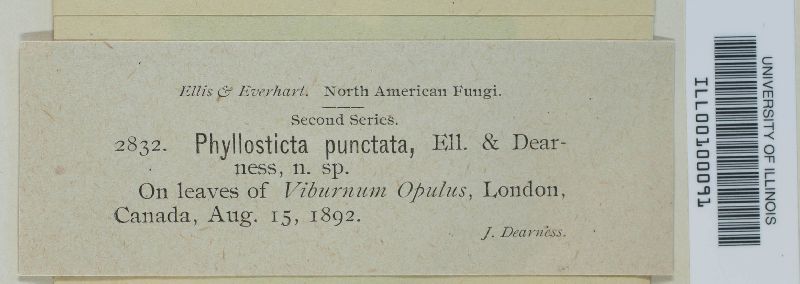 Ellis & Everhart. North American Fungi.
Second Series.
2832. Phyllosticta punctata, Ell. & Dear-
ness, n. sp.
On leaves of Viburnum Opulus, London,
Canada, Aug. 15, 1892.
J. Dearness.
UNIVERSITY OF ILLINOIS
ILL00100091